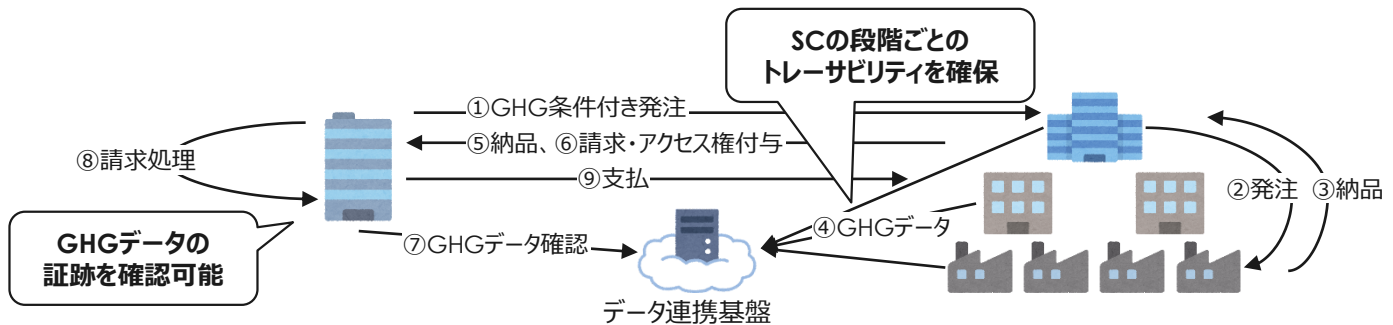 SCの段階ごとの
トレーサビリティを確保
①GHG条件付き発注
⑤納品、⑥請求・アクセス権付与
⑧請求処理
⑨支払
②発注
③納品
④GHGデータ
GHGデータの
証跡を確認可能
⑦GHGデータ確認
データ連携基盤